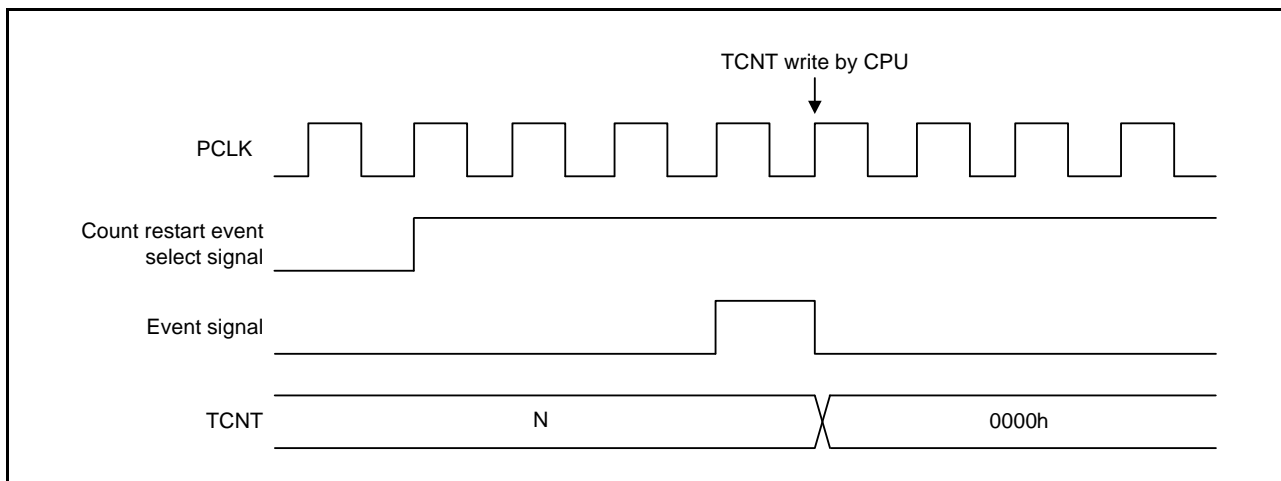 TCNT write by CPU
PCLK
Count restart event
select signal
Event signal
TCNT
N
0000h